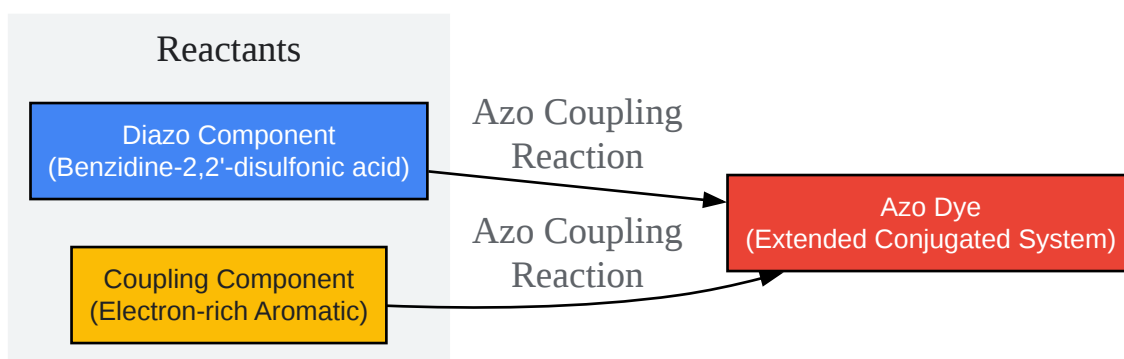 Reactants
Diazo Component
(Benzidine-2,2'-disulfonic acid)
Azo Coupling
Reaction
Coupling Component
(Electron-rich Aromatic)
Azo Coupling
Reaction
Azo Dye
(Extended Conjugated System)